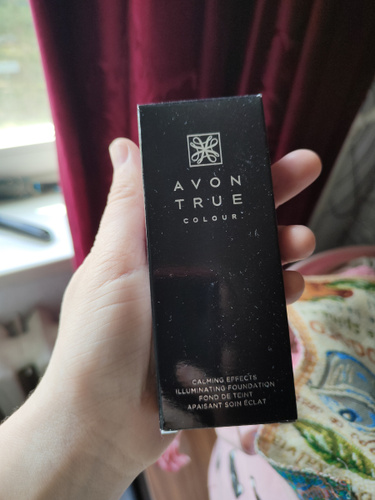 AVON
TRUE
COLOUR
CALMING EFFECTS
ILLUMINATING FOUNDATION
FOND DE TEINT
APAISANT SOIN ÉCLAT